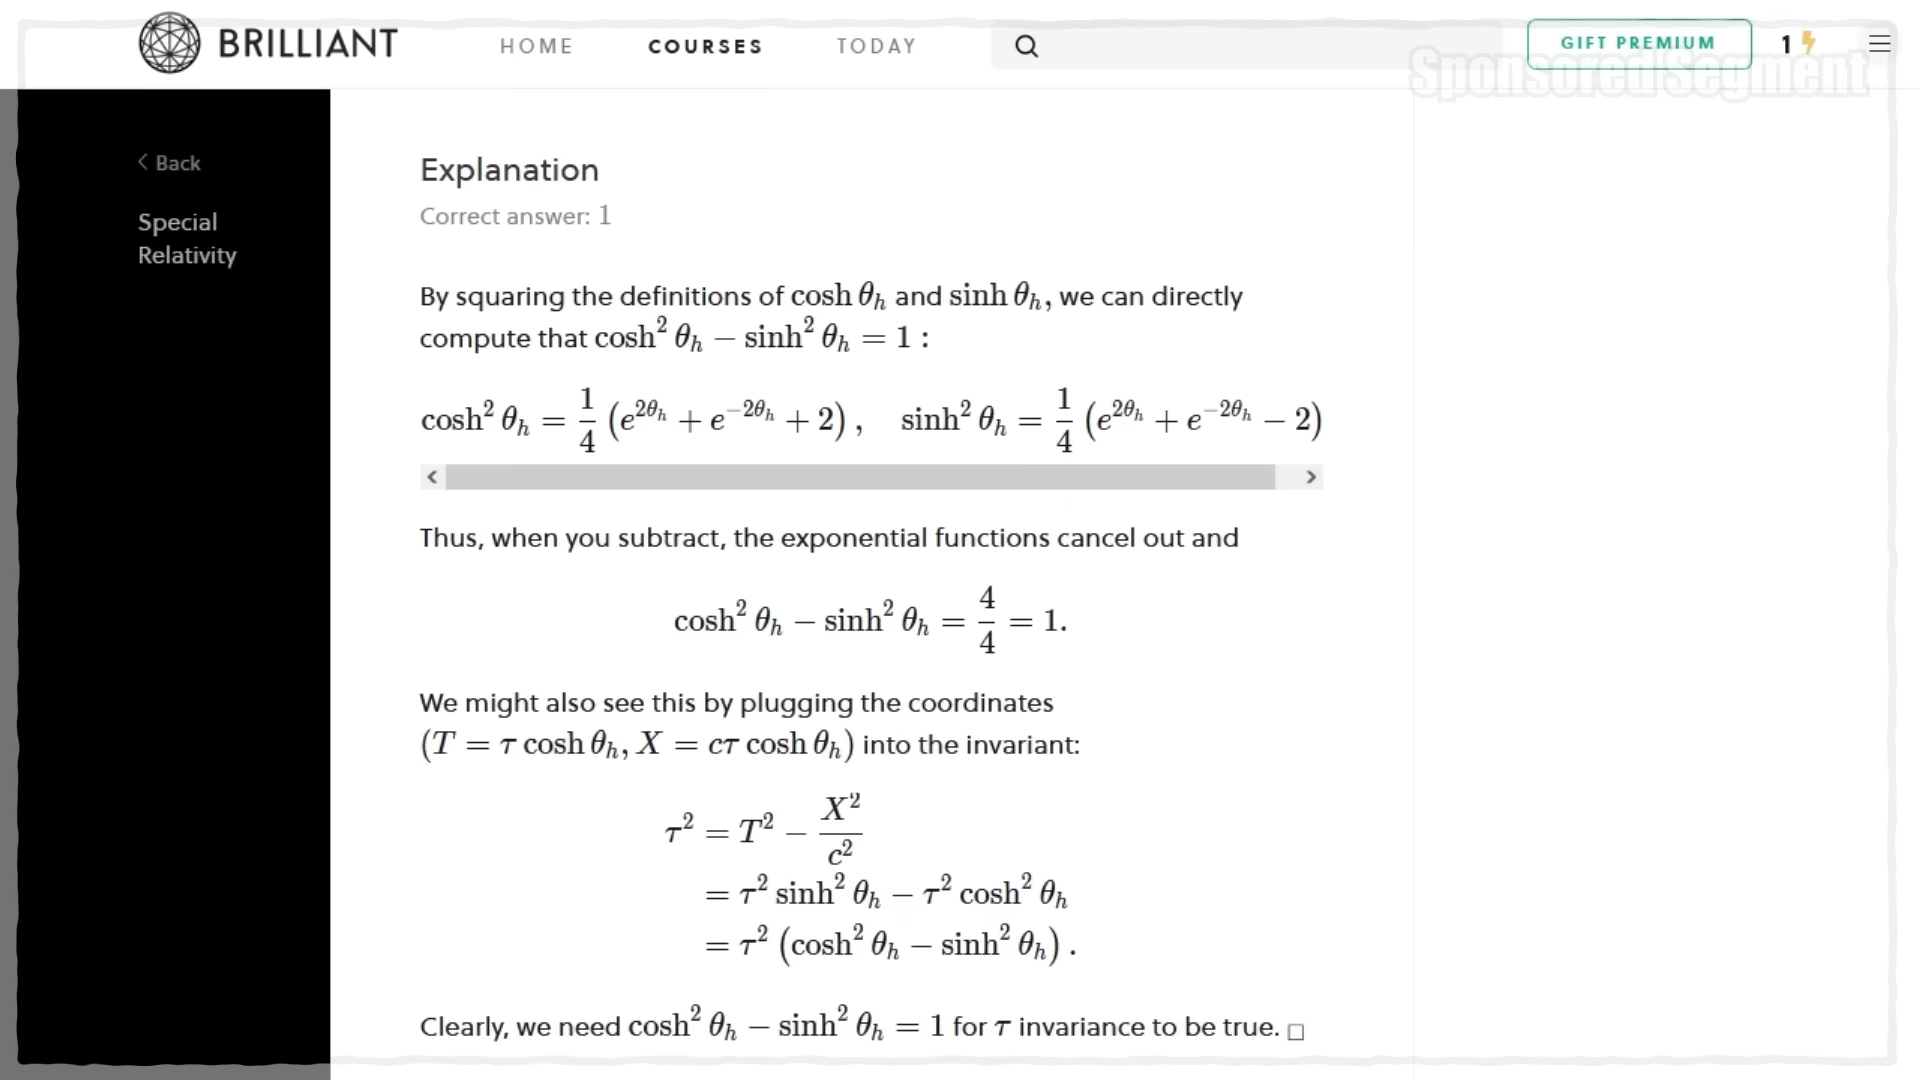 BRILLIANT HOME COURSES TODAY GIFT PREMIUM 1
Sponsored Segment
< Back
Special
Relativity
Explanation
Correct answer: 1
By squaring the definitions of cosh θ_h and sinh θ_h, we can directly
compute that cosh² θ_h − sinh² θ_h = 1 :
cosh² θ_h = 1/4 (e^{2θ_h} + e^{−2θ_h} + 2), sinh² θ_h = 1/4 (e^{2θ_h} + e^{−2θ_h} − 2)
Thus, when you subtract, the exponential functions cancel out and
cosh² θ_h − sinh² θ_h = 4/4 = 1.
We might also see this by plugging the coordinates
(T = τ cosh θ_h, X = cτ cosh θ_h) into the invariant:
τ² = T² − X²/c²
= τ² sinh² θ_h − τ² cosh² θ_h
= τ² (cosh² θ_h − sinh² θ_h) .
Clearly, we need cosh² θ_h − sinh² θ_h = 1 for τ invariance to be true. □